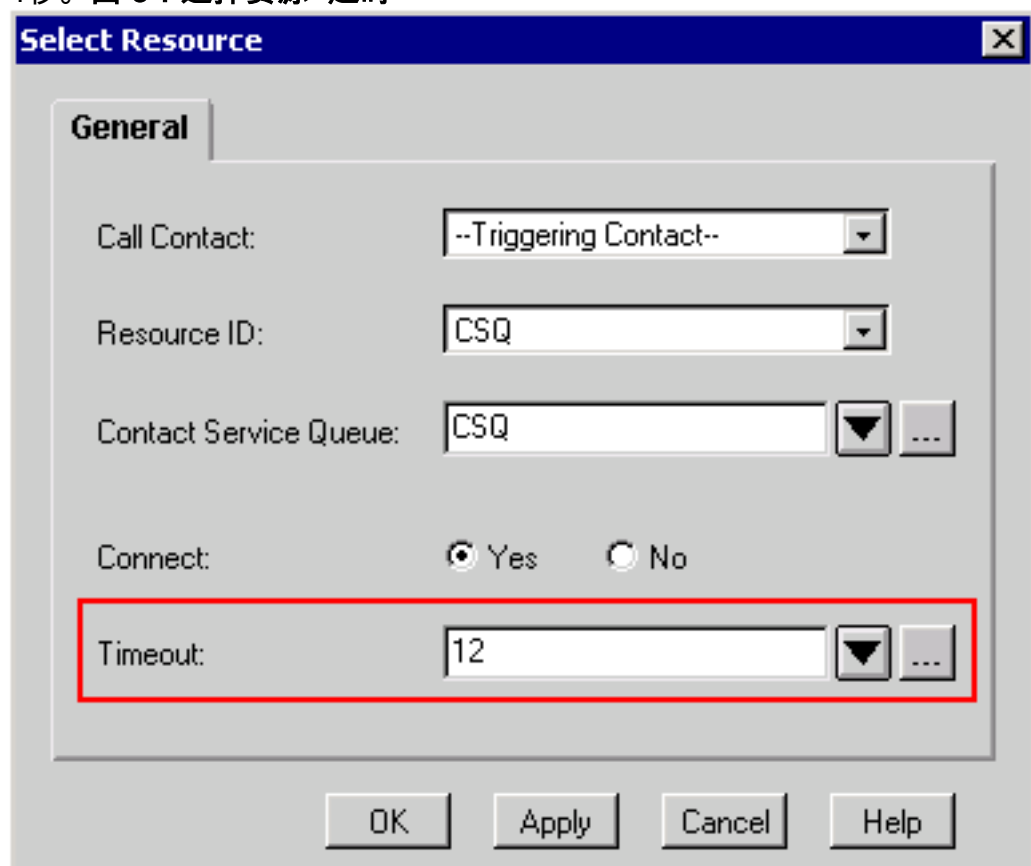 Select Resource
General
Call Contact: --Triggering Contact--
Resource ID: CSQ
Contact Service Queue: CSQ ...
Connect: Yes No
Timeout: 12 ...
OK Apply Cancel Help